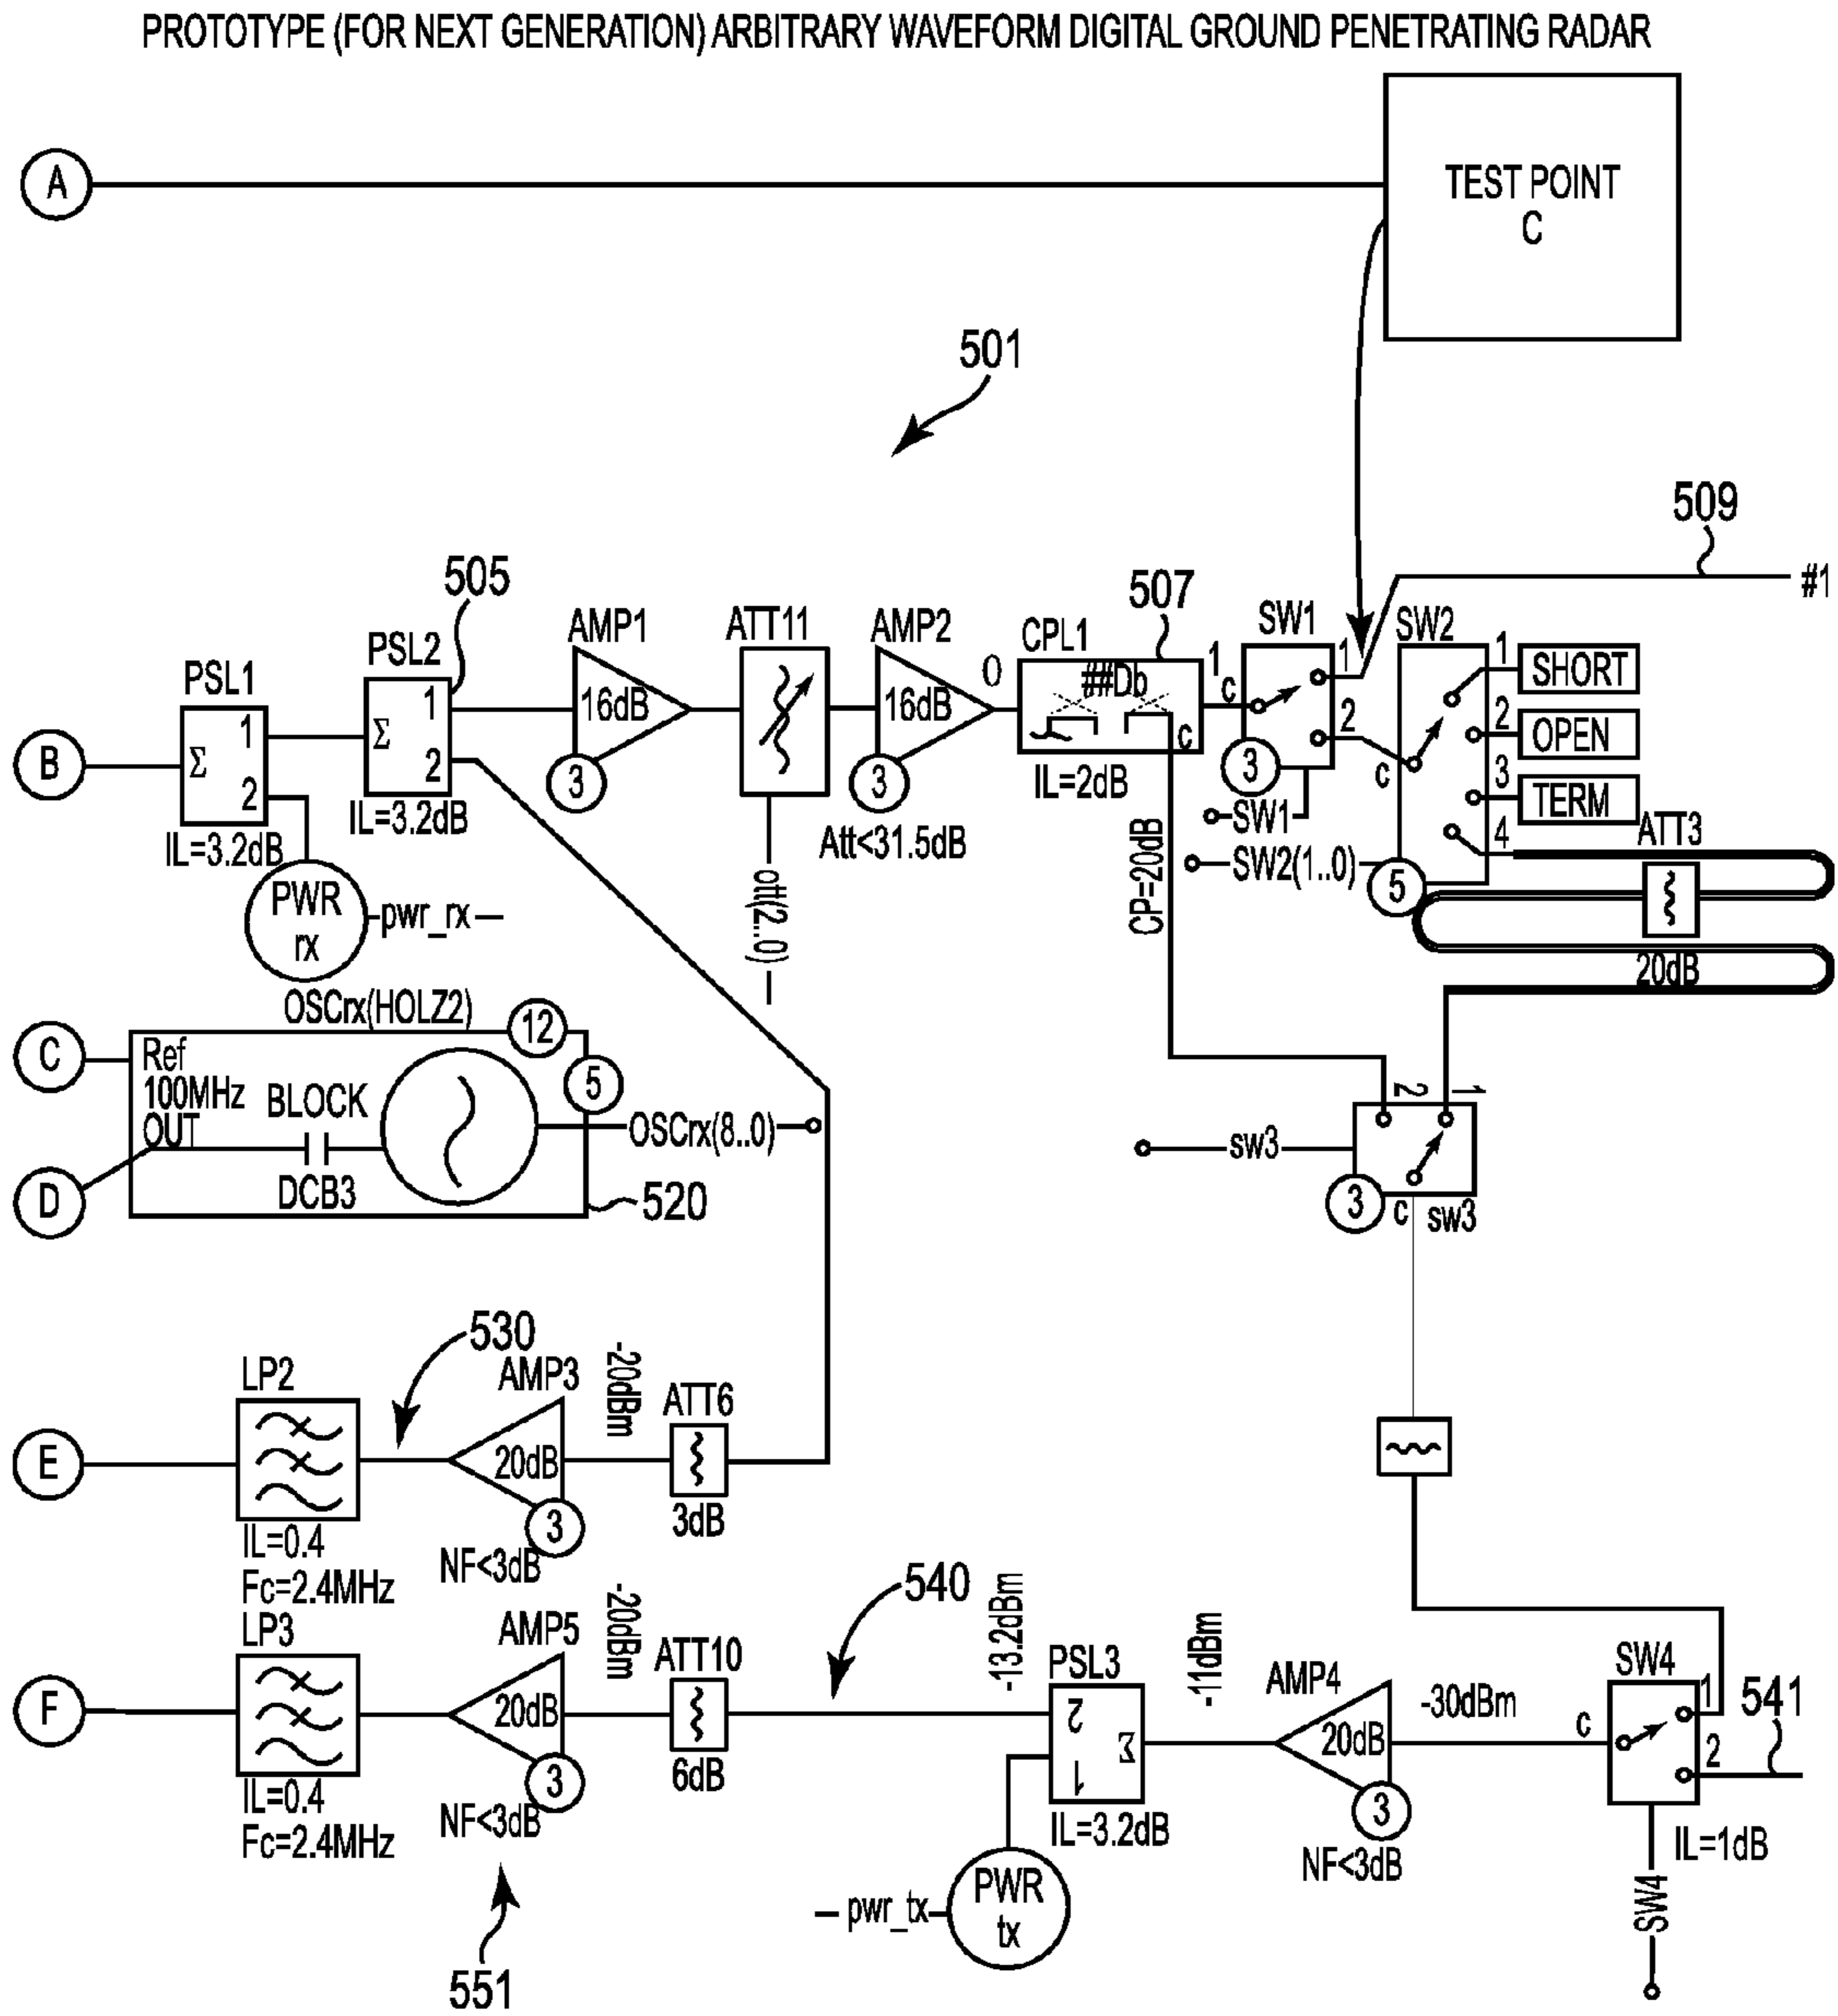 PROTOTYPE (FOR NEXT GENERATION) ARBITRARY WAVEFORM DIGITAL GROUND PENETRATING RADAR
A
TEST POINT
C
501
509
#1
505
507
PSL1
PSL2
AMP1
ATT11
AMP2
CPL1
SW1
SW2
B
Σ
1
2
IL=3.2dB
Σ
1
2
IL=3.2dB
16dB
3
16dB
3
Att<31.5dB
att(2..0)
0
##Db
c
IL=2dB
CP=20dB
1
c
1
2
3
SW1
c
1
2
3
4
SHORT
OPEN
TERM
SW2(1..0)
5
ATT3
20dB
PWR
rx
pwr_rx
OSCrx(HOLZ2)
12
5
C
Ref
100MHz
OUT
BLOCK
DCB3
OSCrx(8..0)
D
520
2
1
sw3
3
c
sw3
530
E
LP2
IL=0.4
Fc=2.4MHz
AMP3
20dB
3
NF<3dB
-20dBm
ATT6
3dB
F
LP3
IL=0.4
Fc=2.4MHz
AMP5
20dB
3
NF<3dB
-20dBm
ATT10
6dB
540
-13.2dBm
PSL3
2
1
Σ
IL=3.2dB
-11dBm
AMP4
20dB
3
NF<3dB
-30dBm
SW4
c
1
2
541
IL=1dB
SW4
PWR
tx
pwr_tx
551